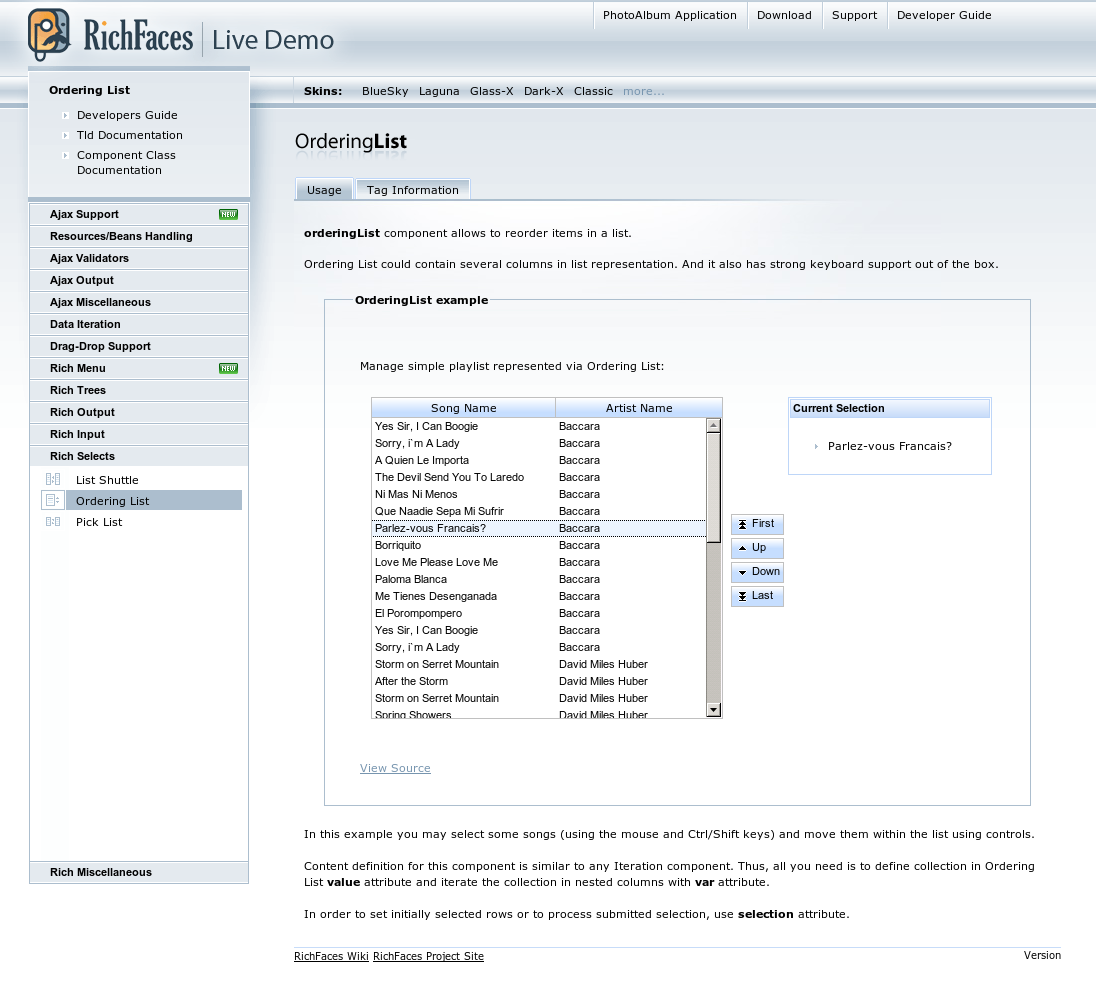 PhotoAlbum Application Download Support Developer Guide
RichFaces Live Demo
Skins: BlueSky Laguna Glass-X Dark-X Classic more...
Ordering List
Developers Guide
Tld Documentation
Component Class
Documentation
Ajax Support NEW
Resources/Beans Handling
Ajax Validators
Ajax Output
Ajax Miscellaneous
Data Iteration
Drag-Drop Support
Rich Menu NEW
Rich Trees
Rich Output
Rich Input
Rich Selects
List Shuttle
Ordering List
Pick List
Rich Miscellaneous
OrderingList
Usage Tag Information
orderingList component allows to reorder items in a list.
Ordering List could contain several columns in list representation. And it also has strong keyboard support out of the box.
OrderingList example
Manage simple playlist represented via Ordering List:
Song Name Artist Name
Yes Sir, I Can Boogie Baccara
Sorry, i`m A Lady Baccara
A Quien Le Importa Baccara
The Devil Send You To Laredo Baccara
Ni Mas Ni Menos Baccara
Que Naadie Sepa Mi Sufrir Baccara
Parlez-vous Francais? Baccara
Borriquito Baccara
Love Me Please Love Me Baccara
Paloma Blanca Baccara
Me Tienes Desenganada Baccara
El Porompompero Baccara
Yes Sir, I Can Boogie Baccara
Sorry, i`m A Lady Baccara
Storm on Serret Mountain David Miles Huber
After the Storm David Miles Huber
Storm on Serret Mountain David Miles Huber
Spring Showers David Miles Huber
First
Up
Down
Last
Current Selection
Parlez-vous Francais?
View Source
In this example you may select some songs (using the mouse and Ctrl/Shift keys) and move them within the list using controls.
Content definition for this component is similar to any Iteration component. Thus, all you need is to define collection in Ordering
List value attribute and iterate the collection in nested columns with var attribute.
In order to set initially selected rows or to process submitted selection, use selection attribute.
RichFaces Wiki RichFaces Project Site Version